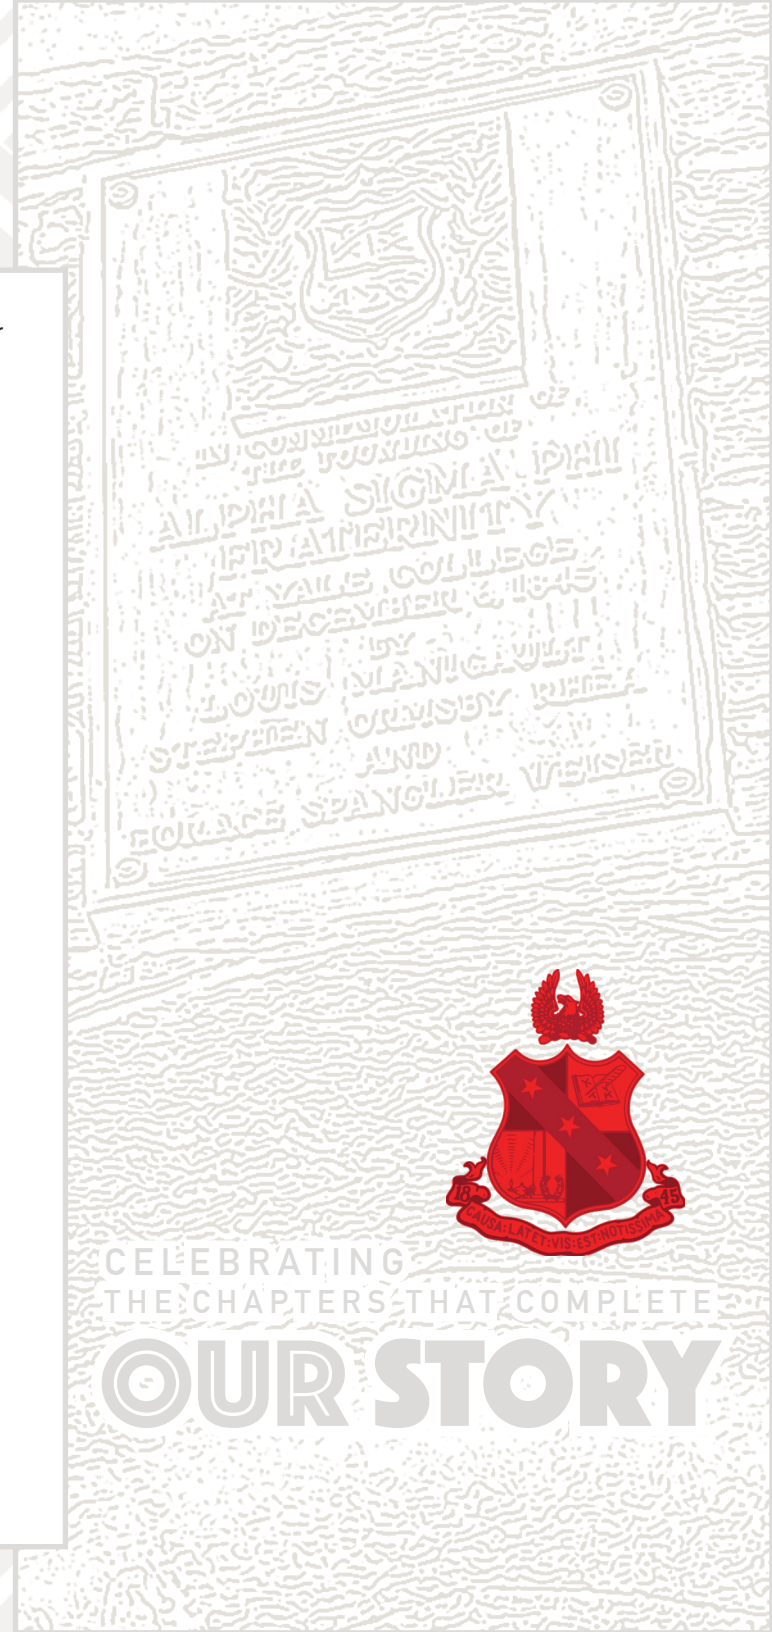 IN COMMEMORATION OF
THE FOUNDING OF
ALPHA SIGMA PHI
FRATERNITY
AT YALE COLLEGE
ON DECEMBER 6, 1845
BY
LOUIS MANIGAULT
STEPHEN ORMSBY RHEA
AND
HORACE SPANGLER WEISER
18 45
CAUSA:LATET:VIS:EST:NOTISSIMA
CELEBRATING
THE CHAPTERS THAT COMPLETE
OUR STORY